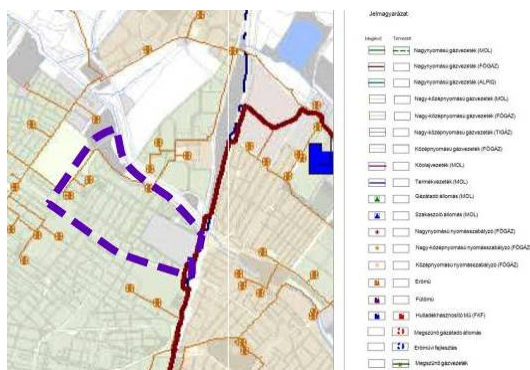 Jelmagyarázat:
Meglévő Tervezett
Nagynyomású gázvezeték (MOL)
Nagynyomású gázvezeték (FŐGÁZ)
Nagynyomású gázvezeték (ALPIG)
Nagy-középnyomású gázvezeték (MOL)
Nagy-középnyomású gázvezeték (FŐGÁZ)
Nagy-középnyomású gázvezeték (TIGÁZ)
Középnyomású gázvezeték (FŐGÁZ)
Kőolajvezeték (MOL)
Termékvezeték (MOL)
Gázátadó állomás (MOL)
Szakaszoló állomás (MOL)
Nagynyomású nyomásszabályzó (FŐGÁZ)
Nagy-középnyomású nyomásszabályzó (FŐGÁZ)
Középnyomású nyomásszabályzó (FŐGÁZ)
Erőmű
Fűtőmű
Hulladékhasznosító Mű (FKF)
Megszűnő gázátadó állomás
Erőművi fejlesztés
Megszűnő gázvezeték